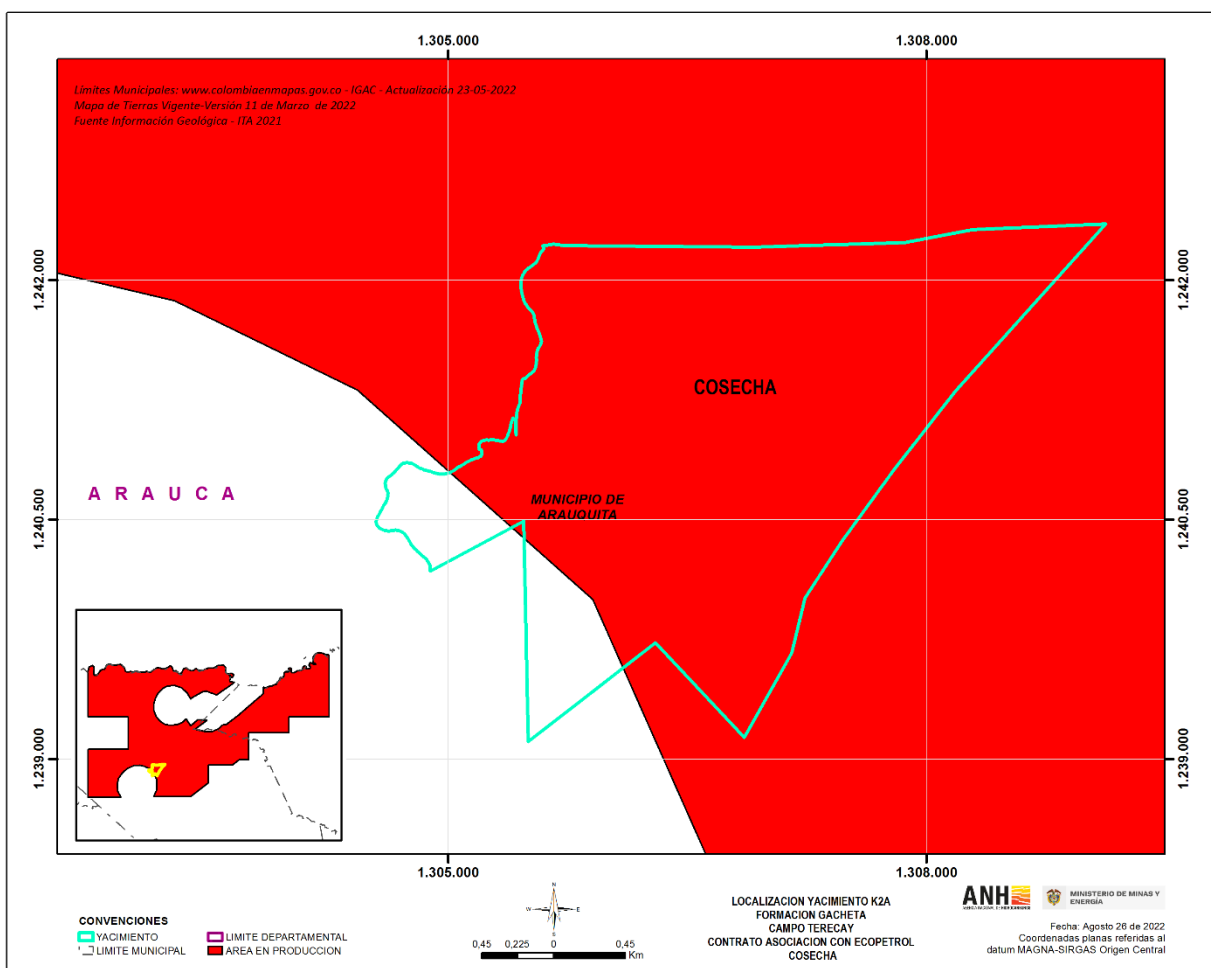 1.305.000 1.308.000
Límites Municipales: www.colombiaenmapas.gov.co - IGAC - Actualización 23-05-2022
Mapa de Tierras Vigente-Versión 11 de Marzo de 2022
Fuente Información Geológica - ITA 2021
1.242.000 1.242.000
COSECHA
A R A U C A
MUNICIPIO DE
ARAUQUITA
1.240.500 1.240.500
1.239.000 1.239.000
1.305.000 1.308.000
CONVENCIONES
YACIMIENTO LIMITE DEPARTAMENTAL
LIMITE MUNICIPAL AREA EN PRODUCCION
N
W E
S
0,45 0,225 0 0,45
Km
LOCALIZACION YACIMIENTO K2A
FORMACION GACHETA
CAMPO TERECAY
CONTRATO ASOCIACION CON ECOPETROL
COSECHA
ANH
AGENCIA NACIONAL DE HIDROCARBUROS
MINISTERIO DE MINAS Y
ENERGÍA
Fecha: Agosto 26 de 2022
Coordenadas planas referidas al
datum MAGNA-SIRGAS Origen Central